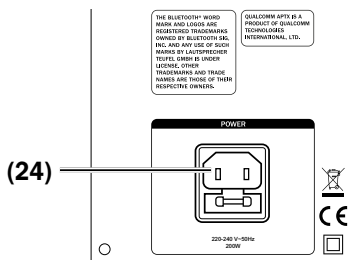 THE BLUETOOTH® WORD
MARK AND LOGOS ARE
REGISTERED TRADEMARKS
OWNED BY BLUETOOTH SIG,
INC. AND ANY USE OF SUCH
MARKS BY LAUTSPRECHER
TEUFEL GMBH IS UNDER
LICENSE. OTHER
TRADEMARKS AND TRADE
NAMES ARE THOSE OF THEIR
RESPECTIVE OWNERS.
QUALCOMM APTX IS A
PRODUCT OF QUALCOMM
TECHNOLOGIES
INTERNATIONAL, LTD.
POWER
(24)
220-240 V~50Hz
200W
CE